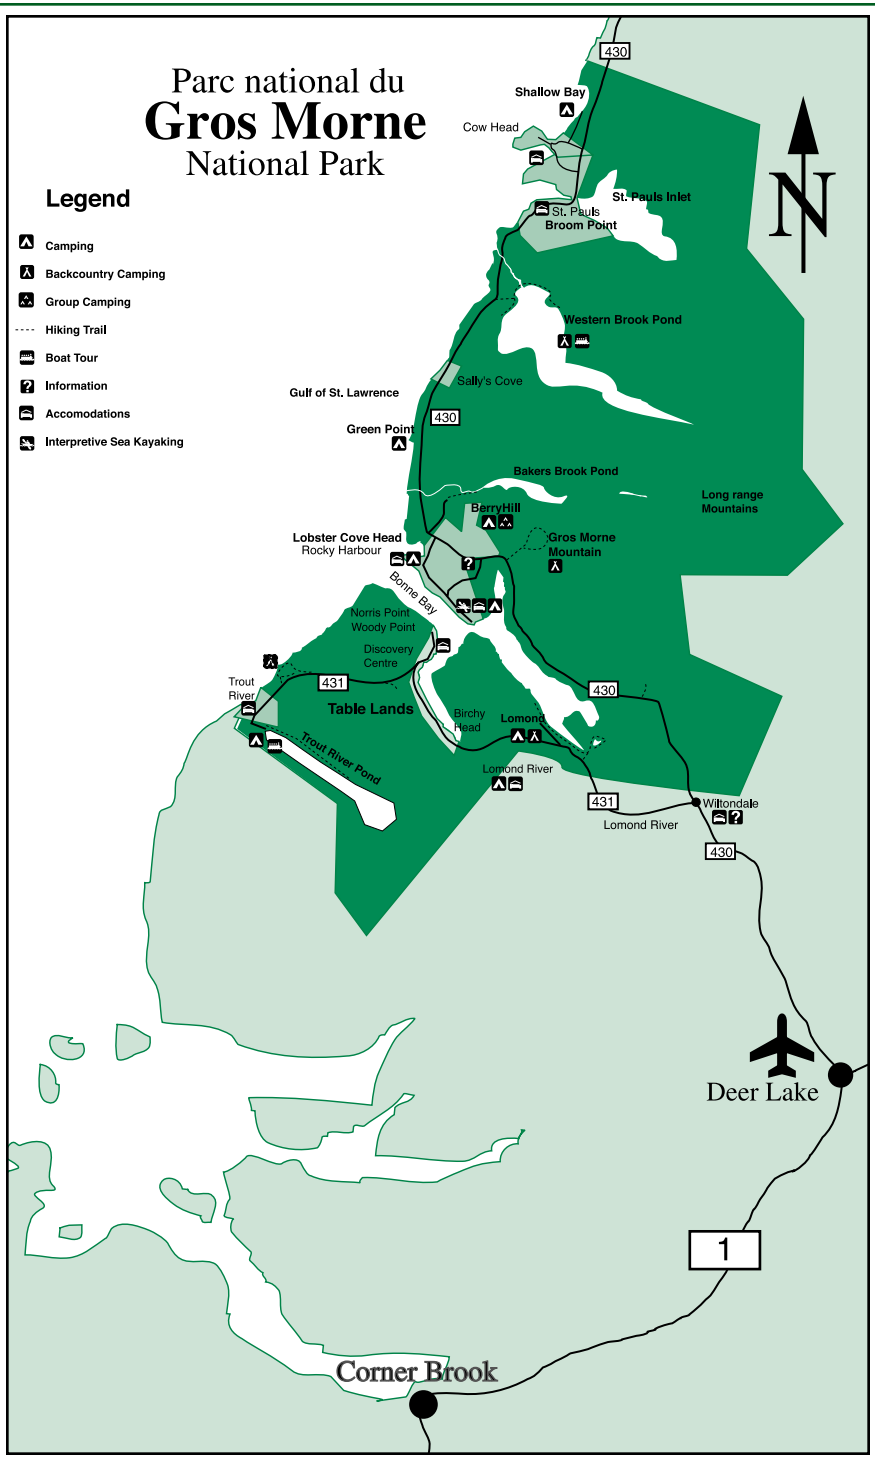 Parc national du
Gros Morne
National Park
Legend
Camping
Backcountry Camping
Group Camping
Hiking Trail
Boat Tour
?
Information
Accomodations
Interpretive Sea Kayaking
430
Shallow Bay
Cow Head
N
St. Pauls Inlet
St. Pauls
Broom Point
Western Brook Pond
Sally's Cove
Gulf of St. Lawrence
430
Green Point
Bakers Brook Pond
Long range
Mountains
BerryHill
Lobster Cove Head
Rocky Harbour
Gros Morne
Mountain
?
Bonne Bay
Norris Point
Woody Point
Discovery
Centre
Trout
River
431
430
Table Lands
Birchy
Head
Lomond
Trout River Pond
Lomond River
431
Wiltondale
?
Lomond River
430
Deer Lake
1
Corner Brook